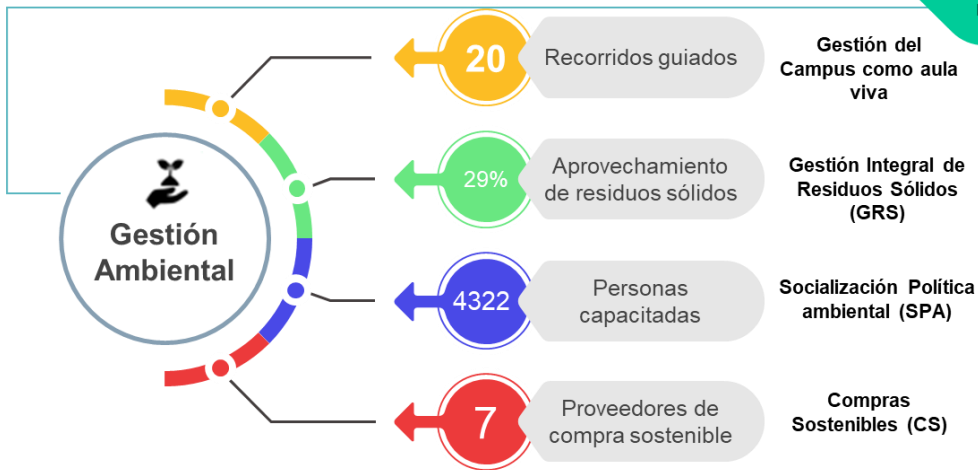 Gestión
Ambiental
20
Recorridos guiados
Gestión del
Campus como aula
viva
29%
Aprovechamiento
de residuos sólidos
Gestión Integral de
Residuos Sólidos
(GRS)
4322
Personas
capacitadas
Socialización Política
ambiental (SPA)
7
Proveedores de
compra sostenible
Compras
Sostenibles (CS)